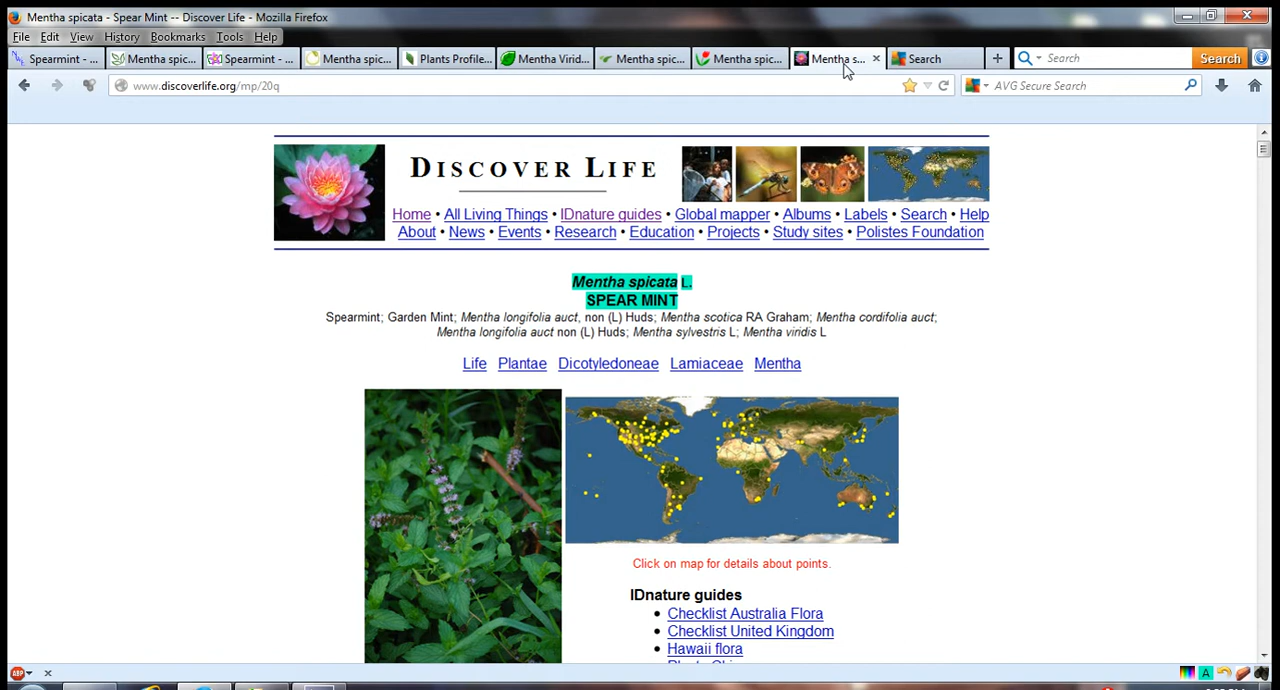 Mentha spicata - Spear Mint -- Discover Life - Mozilla Firefox
File Edit View History Bookmarks Tools Help
Spearmint - ... Mentha spic... Spearmint - ... Mentha spic... Plants Profile... Mentha Virid... Mentha spic... Mentha spic... Mentha s... Search Search Search
www.discoverlife.org/mp/20q AVG Secure Search
DISCOVER LIFE
Home • All Living Things • IDnature guides • Global mapper • Albums • Labels • Search • Help
About • News • Events • Research • Education • Projects • Study sites • Polistes Foundation
Mentha spicata L.
SPEAR MINT
Spearmint; Garden Mint; Mentha longifolia auct, non (L) Huds; Mentha scotica RA Graham; Mentha cordifolia auct;
Mentha longifolia auct non (L) Huds; Mentha sylvestris L; Mentha viridis L
Life Plantae Dicotyledoneae Lamiaceae Mentha
Click on map for details about points.
IDnature guides
• Checklist Australia Flora
• Checklist United Kingdom
• Hawaii flora
ABP
A